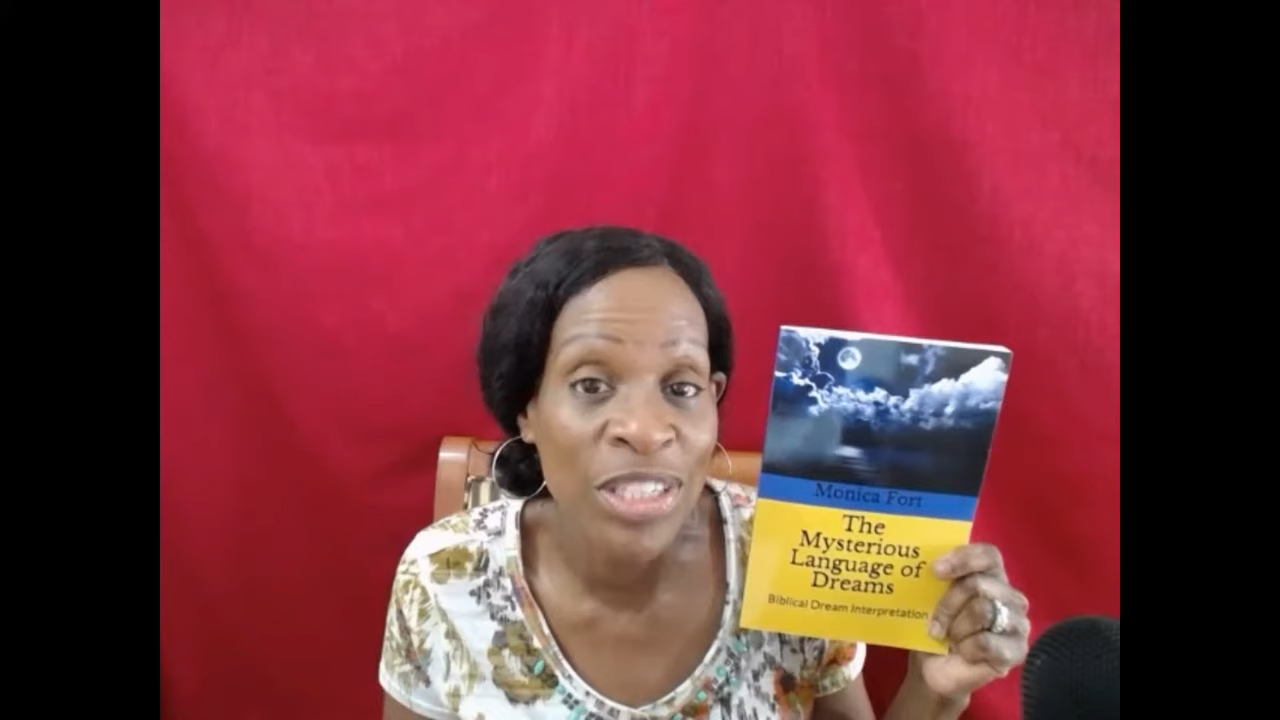 Monica Fort
The
Mysterious
Language of
Dreams
Biblical Dream Interpretation